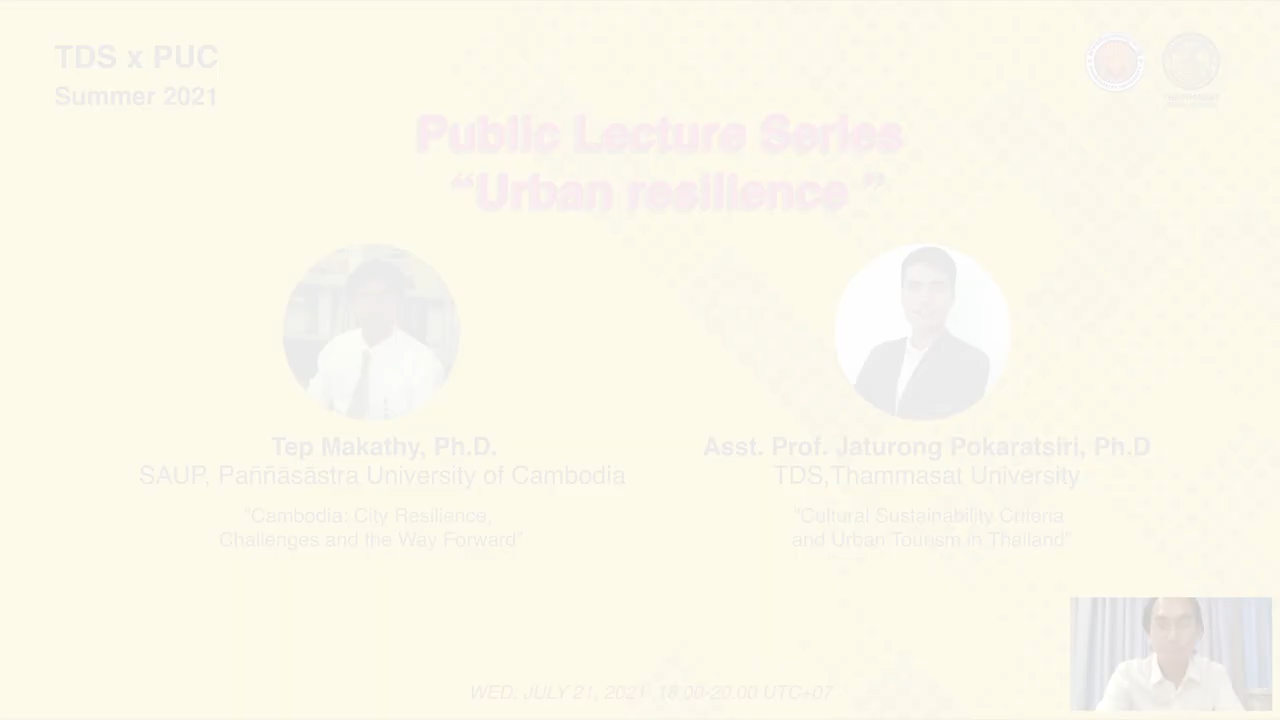 TDS x PUC
Summer 2021
Public Lecture Series
“Urban resilience ”
Tep Makathy, Ph.D.
SAUP, Paññāsāstra University of Cambodia
"Cambodia: City Resilience,
Challenges and the Way Forward"
Asst. Prof. Jaturong Pokaratsiri, Ph.D
TDS,Thammasat University
"Cultural Sustainability Criteria
and Urban Tourism in Thailand"
WED. JULY 21, 2021 18.00-20.00 UTC+07